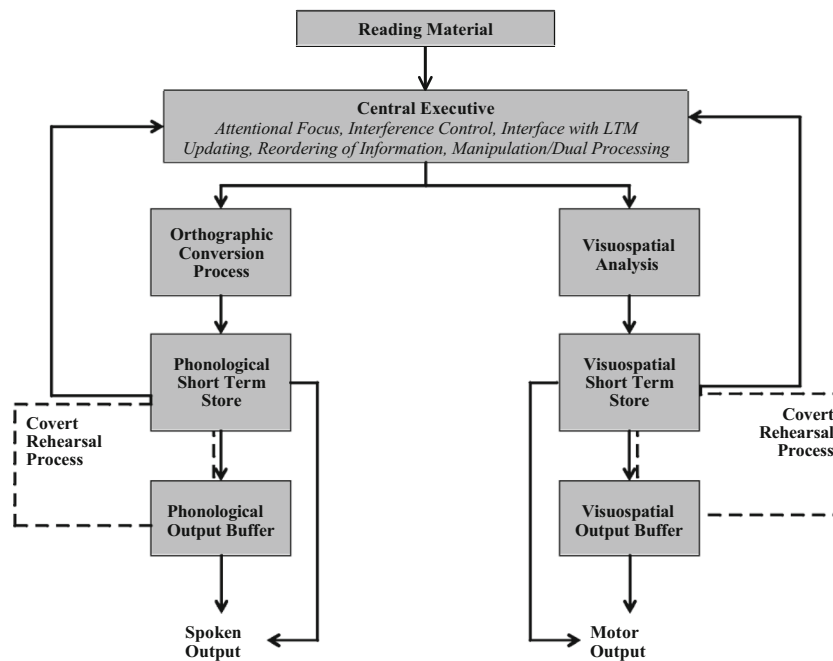 Reading Material
Central Executive
Attentional Focus, Interference Control, Interface with LTM
Updating, Reordering of Information, Manipulation/Dual Processing
Orthographic
Conversion
Process
Visuospatial
Analysis
Phonological
Short Term
Store
Visuospatial
Short Term
Store
Covert
Rehearsal
Process
Covert
Rehearsal
Process
Phonological
Output Buffer
Visuospatial
Output Buffer
Spoken
Output
Motor
Output